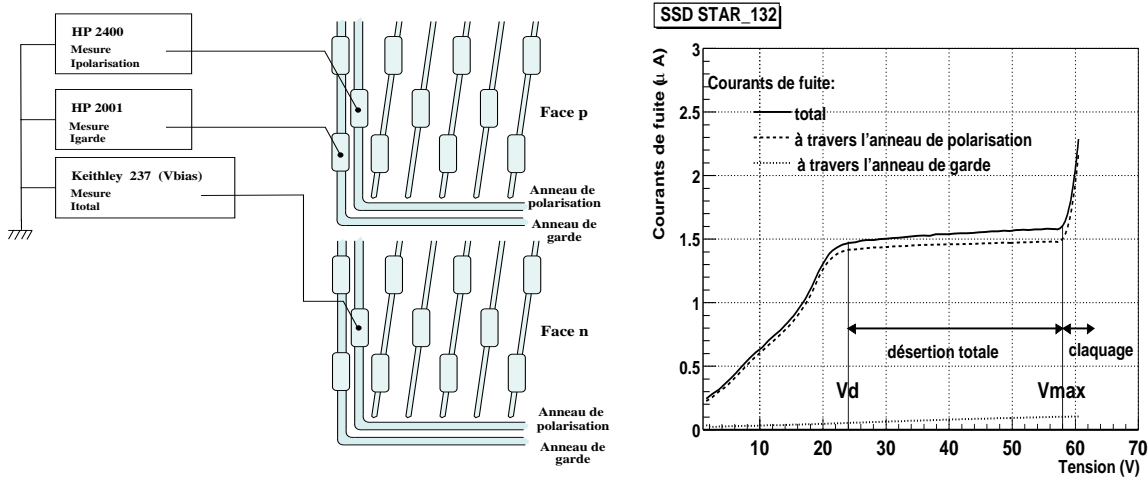 HP 2400
Mesure
Ipolarisation
HP 2001
Mesure
Igarde
Keithley 237 (Vbias)
Mesure
Itotal
Face p
Anneau de
polarisation
Anneau de
garde
Face n
Anneau de
polarisation
Anneau de
garde
SSD STAR_132
Courants de fuite (μ A)
3
2.5
2
1.5
1
0.5
0
Courants de fuite:
total
à travers l'anneau de polarisation
à travers l'anneau de garde
désertion totale
claquage
Vd
Vmax
10 20 30 40 50 60 70
Tension (V)